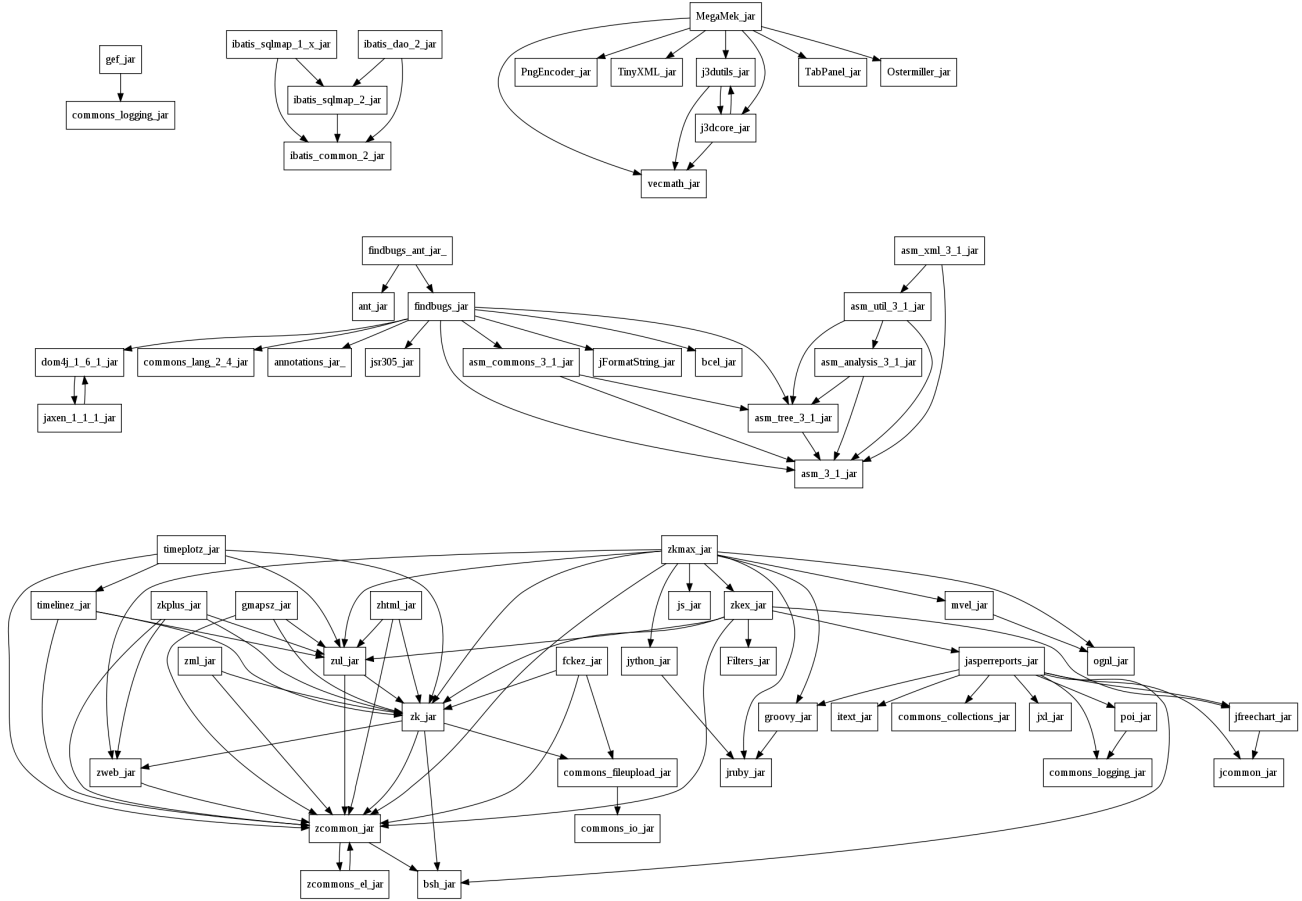 MegaMek_jar
ibatis_sqlmap_1_x_jar
ibatis_dao_2_jar
gef_jar
PngEncoder_jar
TinyXML_jar
j3dutils_jar
TabPanel_jar
Ostermiller_jar
ibatis_sqlmap_2_jar
commons_logging_jar
j3dcore_jar
ibatis_common_2_jar
vecmath_jar
findbugs_ant_jar_
asm_xml_3_1_jar
ant_jar
findbugs_jar
asm_util_3_1_jar
dom4j_1_6_1_jar
commons_lang_2_4_jar
annotations_jar_
jsr305_jar
asm_commons_3_1_jar
jFormatString_jar
bcel_jar
asm_analysis_3_1_jar
jaxen_1_1_1_jar
asm_tree_3_1_jar
asm_3_1_jar
timeplotz_jar
zkmax_jar
timelinez_jar
zkplus_jar
gmapsz_jar
zhtml_jar
js_jar
zkex_jar
mvel_jar
zml_jar
zul_jar
fckez_jar
jython_jar
Filters_jar
jasperreports_jar
ognl_jar
zk_jar
groovy_jar
itext_jar
commons_collections_jar
jxl_jar
poi_jar
jfreechart_jar
zweb_jar
commons_fileupload_jar
jruby_jar
commons_logging_jar
jcommon_jar
zcommon_jar
commons_io_jar
zcommons_el_jar
bsh_jar